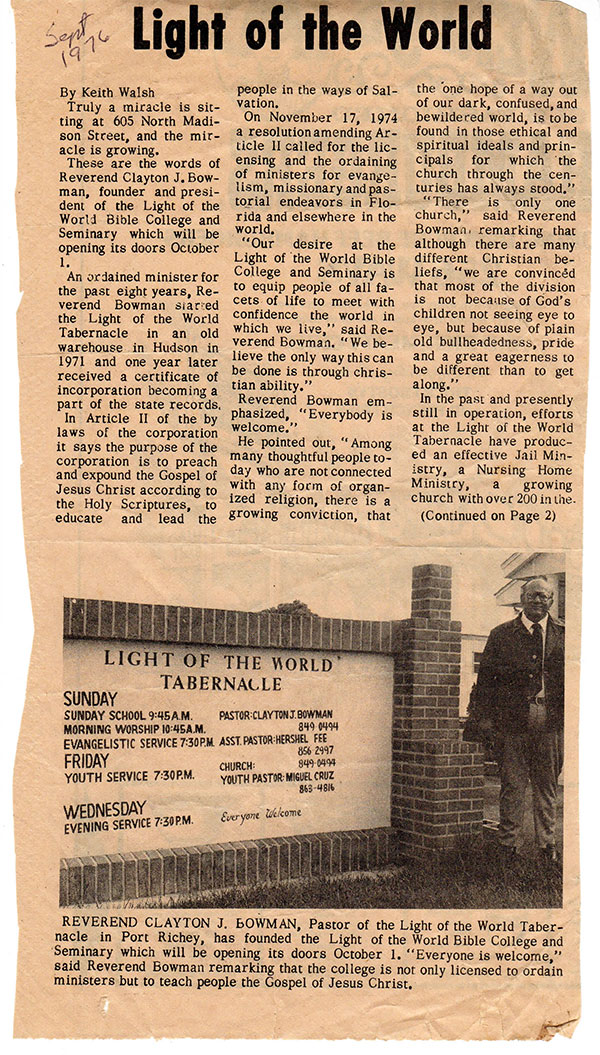 Sept
1976
Light of the World
By Keith Walsh
Truly a miracle is sit-
ting at 605 North Madi-
son Street, and the mir-
acle is growing.
These are the words of
Reverend Clayton J. Bow-
man, founder and presi-
dent of the Light of the
World Bible College and
Seminary which will be
opening its doors October
1.
An ordained minister for
the past eight years, Re-
verend Bowman started
the Light of the World
Tabernacle in an old
warehouse in Hudson in
1971 and one year later
received a certificate of
incorporation becoming a
part of the state records.
In Article II of the by
laws of the corporation
it says the purpose of the
corporation is to preach
and expound the Gospel of
Jesus Christ according to
the Holy Scriptures, to
educate and lead the
people in the ways of Sal-
vation.
On November 17, 1974
a resolution amending Ar-
ticle II called for the lic-
ensing and the ordaining
of ministers for evange-
lism, missionary and pas-
torial endeavors in Flo-
rida and elsewhere in the
world.
"Our desire at the
Light of the World Bible
College and Seminary is
to equip people of all fa-
cets of life to meet with
confidence the world in
which we live," said Re-
verend Bowman. "We be-
lieve the only way this can
be done is through chris-
tian ability."
Reverend Bowman em-
phasized, "Everybody is
welcome."
He pointed out, "Among
many thoughtful people to-
day who are not connected
with any form of organ-
ized religion, there is a
growing conviction, that
the one hope of a way out
of our dark, confused, and
bewildered world, is to be
found in those ethical and
spiritual ideals and prin-
cipals for which the
church through the cen-
turies has always stood."
"There is only one
church," said Reverend
Bowman, remarking that
although there are many
different Christian be-
liefs, "we are convinced
that most of the division
is not because of God's
children not seeing eye to
eye, but because of plain
old bullheadedness, pride
and a great eagerness to
be different than to get
along."
In the past and presently
still in operation, efforts
at the Light of the World
Tabernacle have produc-
ed an effective Jail Min-
istry, a Nursing Home
Ministry, a growing
church with over 200 in the.
(Continued on Page 2)
LIGHT OF THE WORLD
TABERNACLE
SUNDAY
SUNDAY SCHOOL 9:45 A.M.
MORNING WORSHIP 10:45 A.M.
EVANGELISTIC SERVICE 7:30 P.M.
FRIDAY
YOUTH SERVICE 7:30 P.M.
WEDNESDAY
EVENING SERVICE 7:30 P.M.
PASTOR: CLAYTON J. BOWMAN
849 0494
ASST. PASTOR: HERSHEL FEE
856 2997
CHURCH: 849-0494
YOUTH PASTOR: MIGUEL CRUZ
863-4816
Everyone Welcome
REVEREND CLAYTON J. BOWMAN, Pastor of the Light of the World Taber-
nacle in Port Richey, has founded the Light of the World Bible College and
Seminary which will be opening its doors October 1. "Everyone is welcome,"
said Reverend Bowman remarking that the college is not only licensed to ordain
ministers but to teach people the Gospel of Jesus Christ.